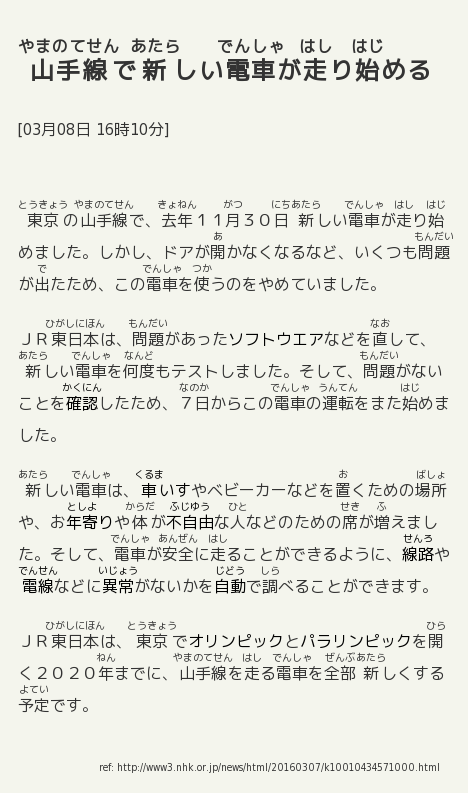 やまのてせん あたら でんしゃ はし はじ
山手線で新しい電車が走り始める
[03月08日 16時10分]
とうきょう やまのてせん きょねん がつ にちあたら でんしゃ はし はじ
東京の山手線で、去年１１月３０日 新しい電車が走り始
あ もんだい
めました。しかし、ドアが開かなくなるなど、いくつも問題
で でんしゃ つか
が出たため、この電車を使うのをやめていました。
ひがしにほん もんだい なお
ＪＲ東日本は、問題があったソフトウエアなどを直して、
あたら でんしゃ なんど もんだい
新しい電車を何度もテストしました。そして、問題がない
かくにん なのか でんしゃ うんてん はじ
ことを確認したため、７日からこの電車の運転をまた始めま
した。
あたら でんしゃ くるま お ばしょ
新しい電車は、車いすやベビーカーなどを置くための場所
としよ からだ ふじゆう ひと せき ふ
や、お年寄りや体が不自由な人などのための席が増えまし
でんしゃ あんぜん はし せんろ
た。そして、電車が安全に走ることができるように、線路や
でんせん いじょう じどう しら
電線などに異常がないかを自動で調べることができます。
ひがしにほん とうきょう ひら
ＪＲ東日本は、東京でオリンピックとパラリンピックを開
ねん やまのてせん はし でんしゃ ぜんぶあたら
く２０２０年までに、山手線を走る電車を全部 新しくする
よてい
予定です。
ref: http://www3.nhk.or.jp/news/html/20160307/k10010434571000.html